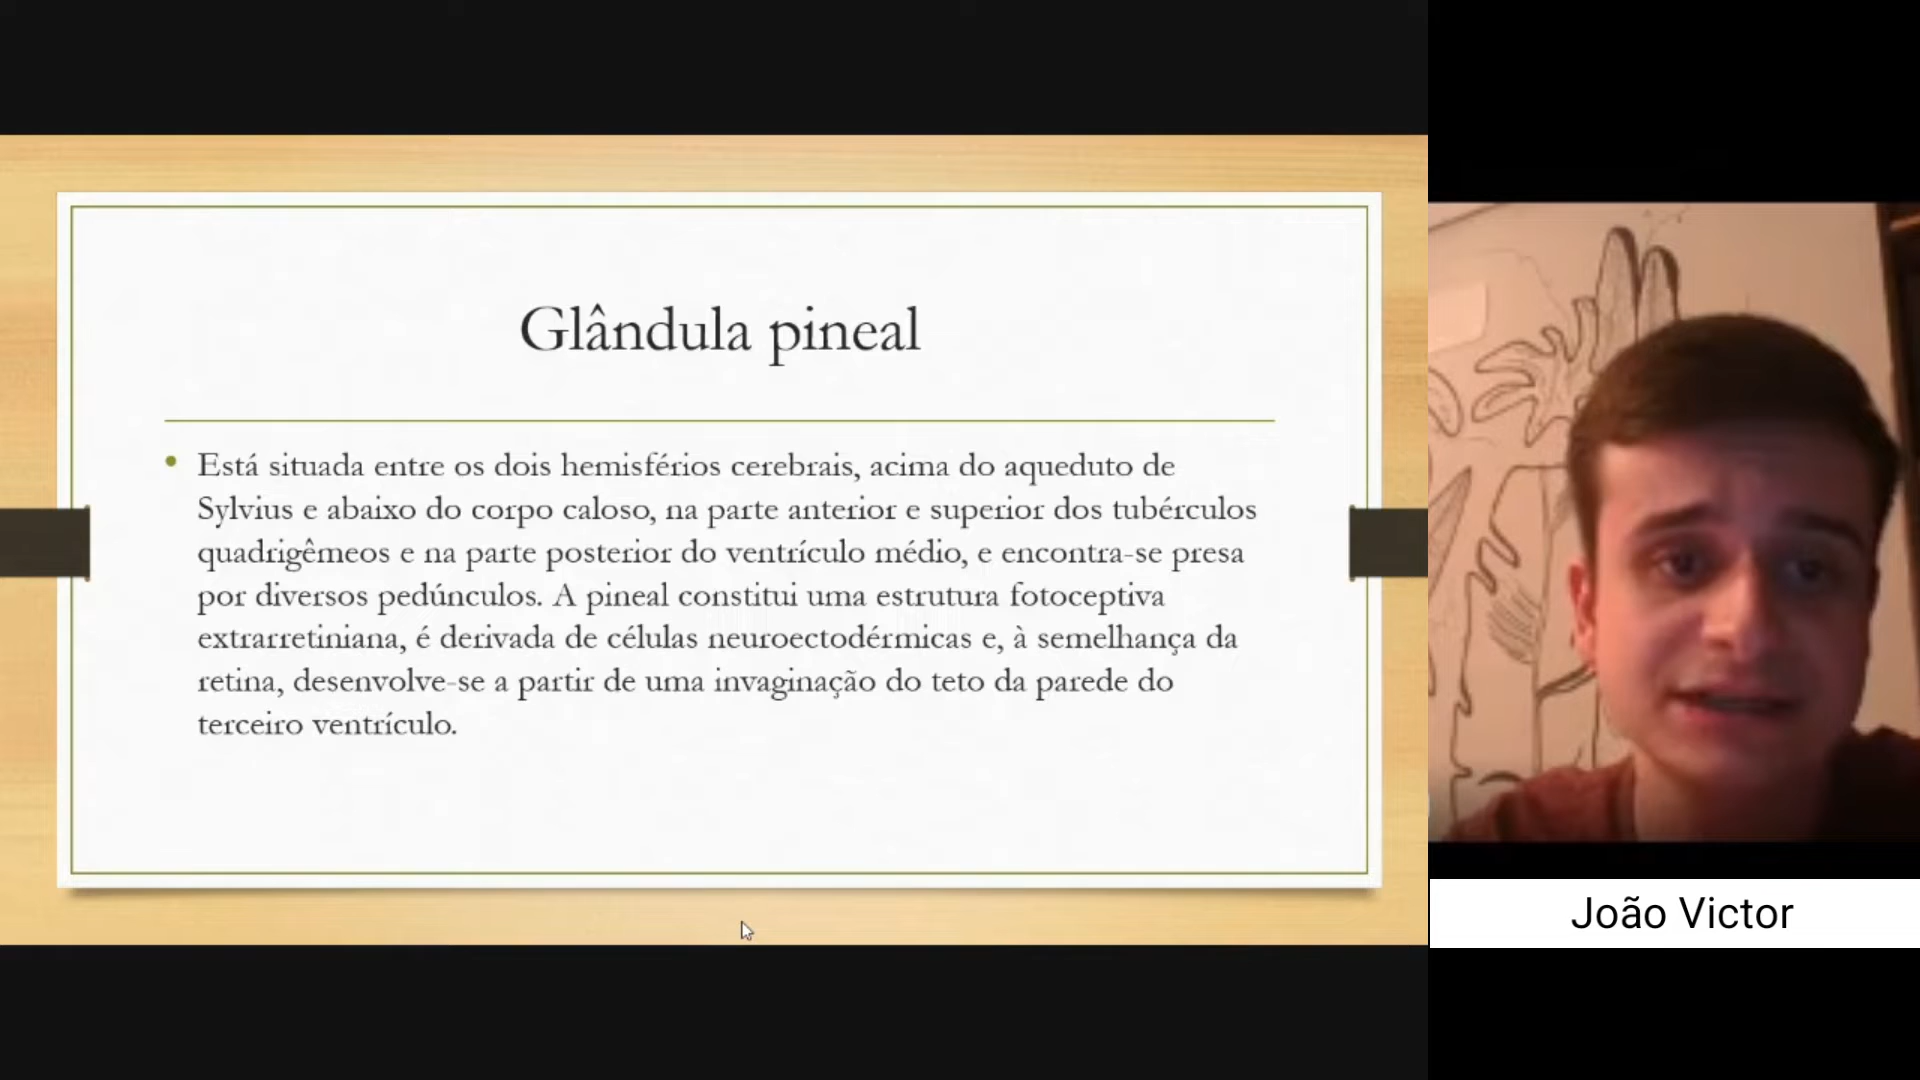 Glândula pineal
• Está situada entre os dois hemisférios cerebrais, acima do aqueduto de
Sylvius e abaixo do corpo caloso, na parte anterior e superior dos tubérculos
quadrigêmeos e na parte posterior do ventrículo médio, e encontra-se presa
por diversos pedúnculos. A pineal constitui uma estrutura fotoceptiva
extrarretiniana, é derivada de células neuroectodérmicas e, à semelhança da
retina, desenvolve-se a partir de uma invaginação do teto da parede do
terceiro ventrículo.
João Victor